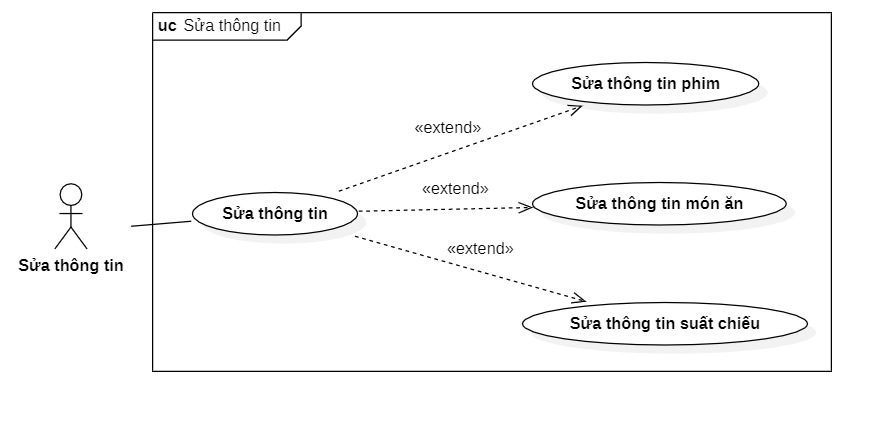 uc Sửa thông tin
Sửa thông tin phim
«extend»
«extend»
Sửa thông tin món ăn
Sửa thông tin
«extend»
Sửa thông tin
Sửa thông tin suất chiếu